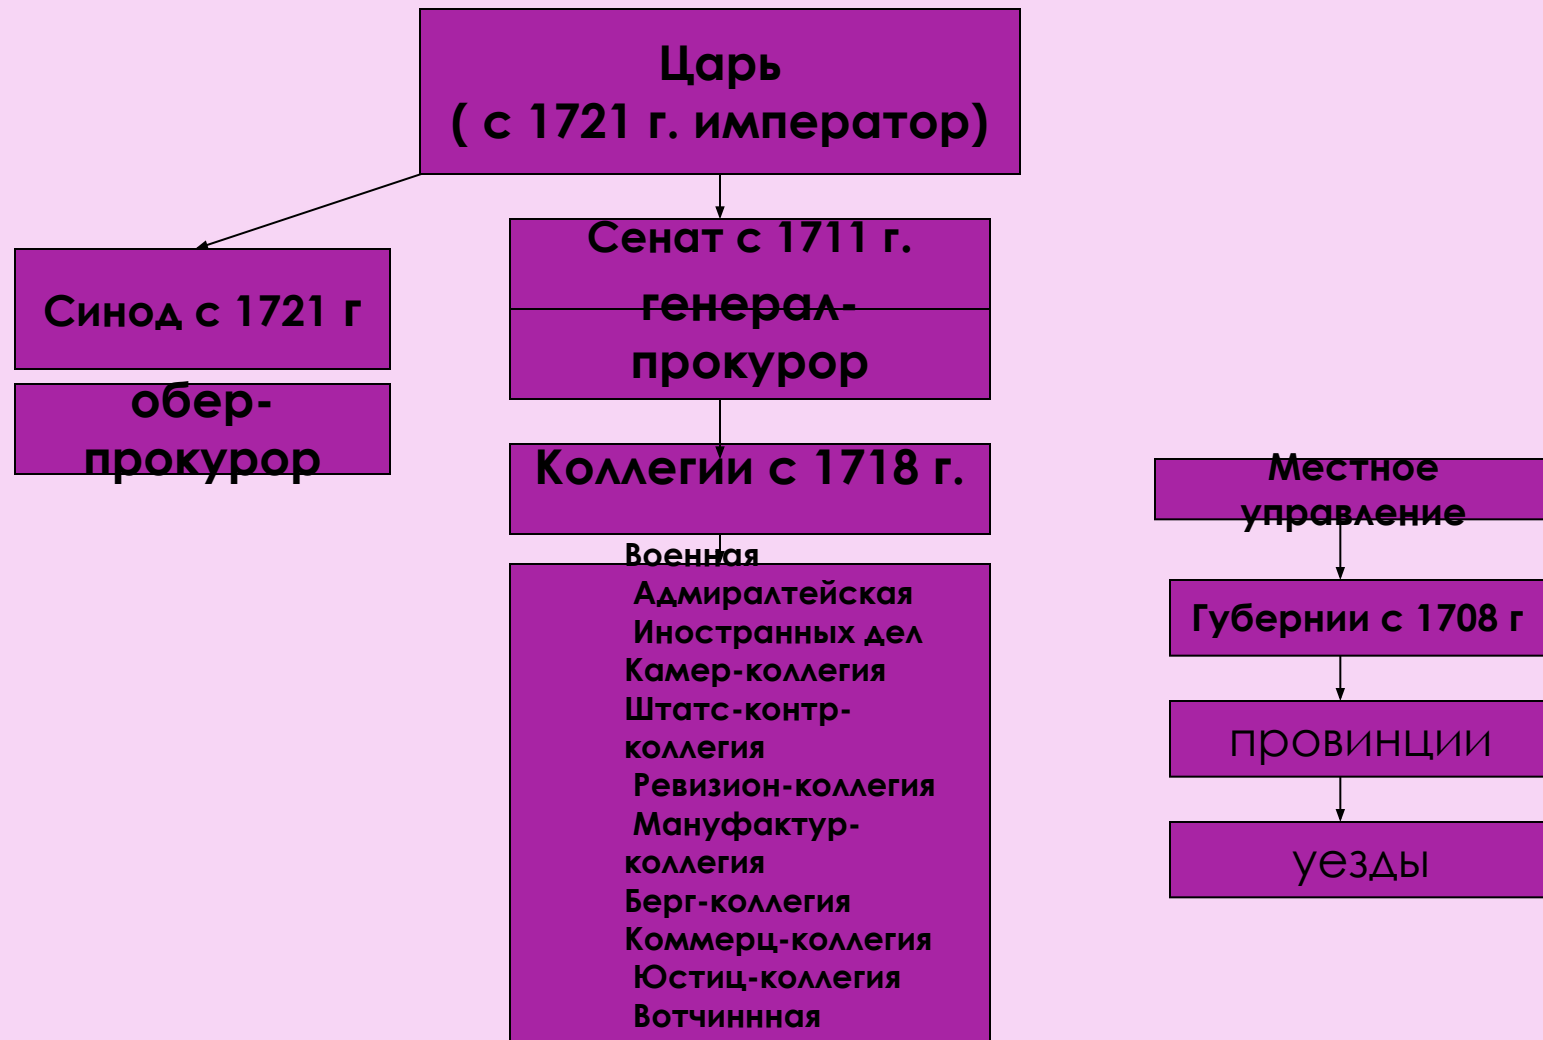 Царь
( с 1721 г. император)
Сенат с 1711 г.
генерал-
прокурор
Синод с 1721 г
обер-
прокурор
Коллегии с 1718 г.
Военная
Адмиралтейская
Иностранных дел
Камер-коллегия
Штатс-контр-
коллегия
Ревизион-коллегия
Мануфактур-
коллегия
Берг-коллегия
Коммерц-коллегия
Юстиц-коллегия
Вотчиннная
Местное
управление
Губернии с 1708 г
провинции
уезды